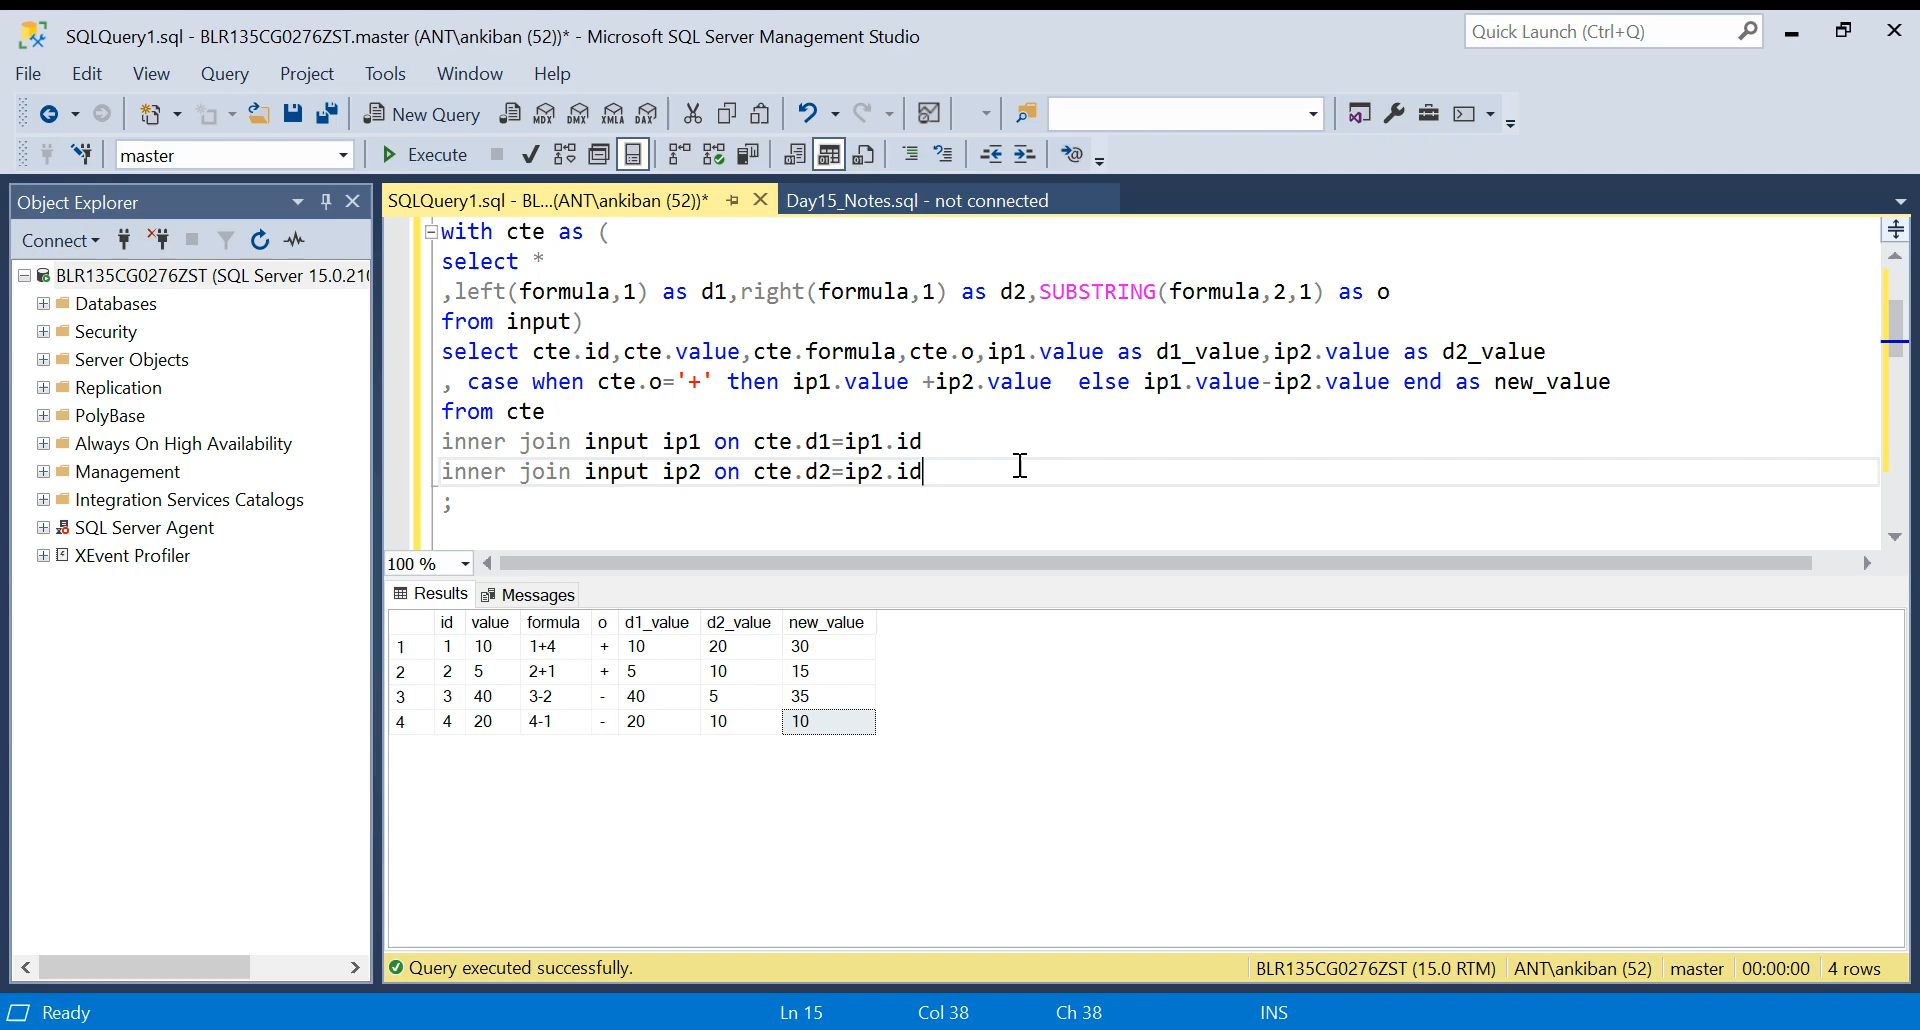 SQLQuery1.sql - BLR135CG0276ZST.master (ANT\ankiban (52))* - Microsoft SQL Server Management Studio
Quick Launch (Ctrl+Q)
File Edit View Query Project Tools Window Help
New Query MDX DMX XMLA DAX
master Execute
Object Explorer
SQLQuery1.sql - BL...(ANT\ankiban (52))*
Day15_Notes.sql - not connected
Connect
BLR135CG0276ZST (SQL Server 15.0.210
Databases
Security
Server Objects
Replication
PolyBase
Always On High Availability
Management
Integration Services Catalogs
SQL Server Agent
XEvent Profiler
with cte as (
select *
,left(formula,1) as d1,right(formula,1) as d2,SUBSTRING(formula,2,1) as o
from input)
select cte.id,cte.value,cte.formula,cte.o,ip1.value as d1_value,ip2.value as d2_value
, case when cte.o='+' then ip1.value +ip2.value  else ip1.value-ip2.value end as new_value
from cte
inner join input ip1 on cte.d1=ip1.id
inner join input ip2 on cte.d2=ip2.id
;
100 %
Results Messages
id value formula o d1_value d2_value new_value
1 1 10 1+4 + 10 20 30
2 2 5 2+1 + 5 10 15
3 3 40 3-2 - 40 5 35
4 4 20 4-1 - 20 10 10
Query executed successfully.
BLR135CG0276ZST (15.0 RTM) ANT\ankiban (52) master 00:00:00 4 rows
Ready Ln 15 Col 38 Ch 38 INS